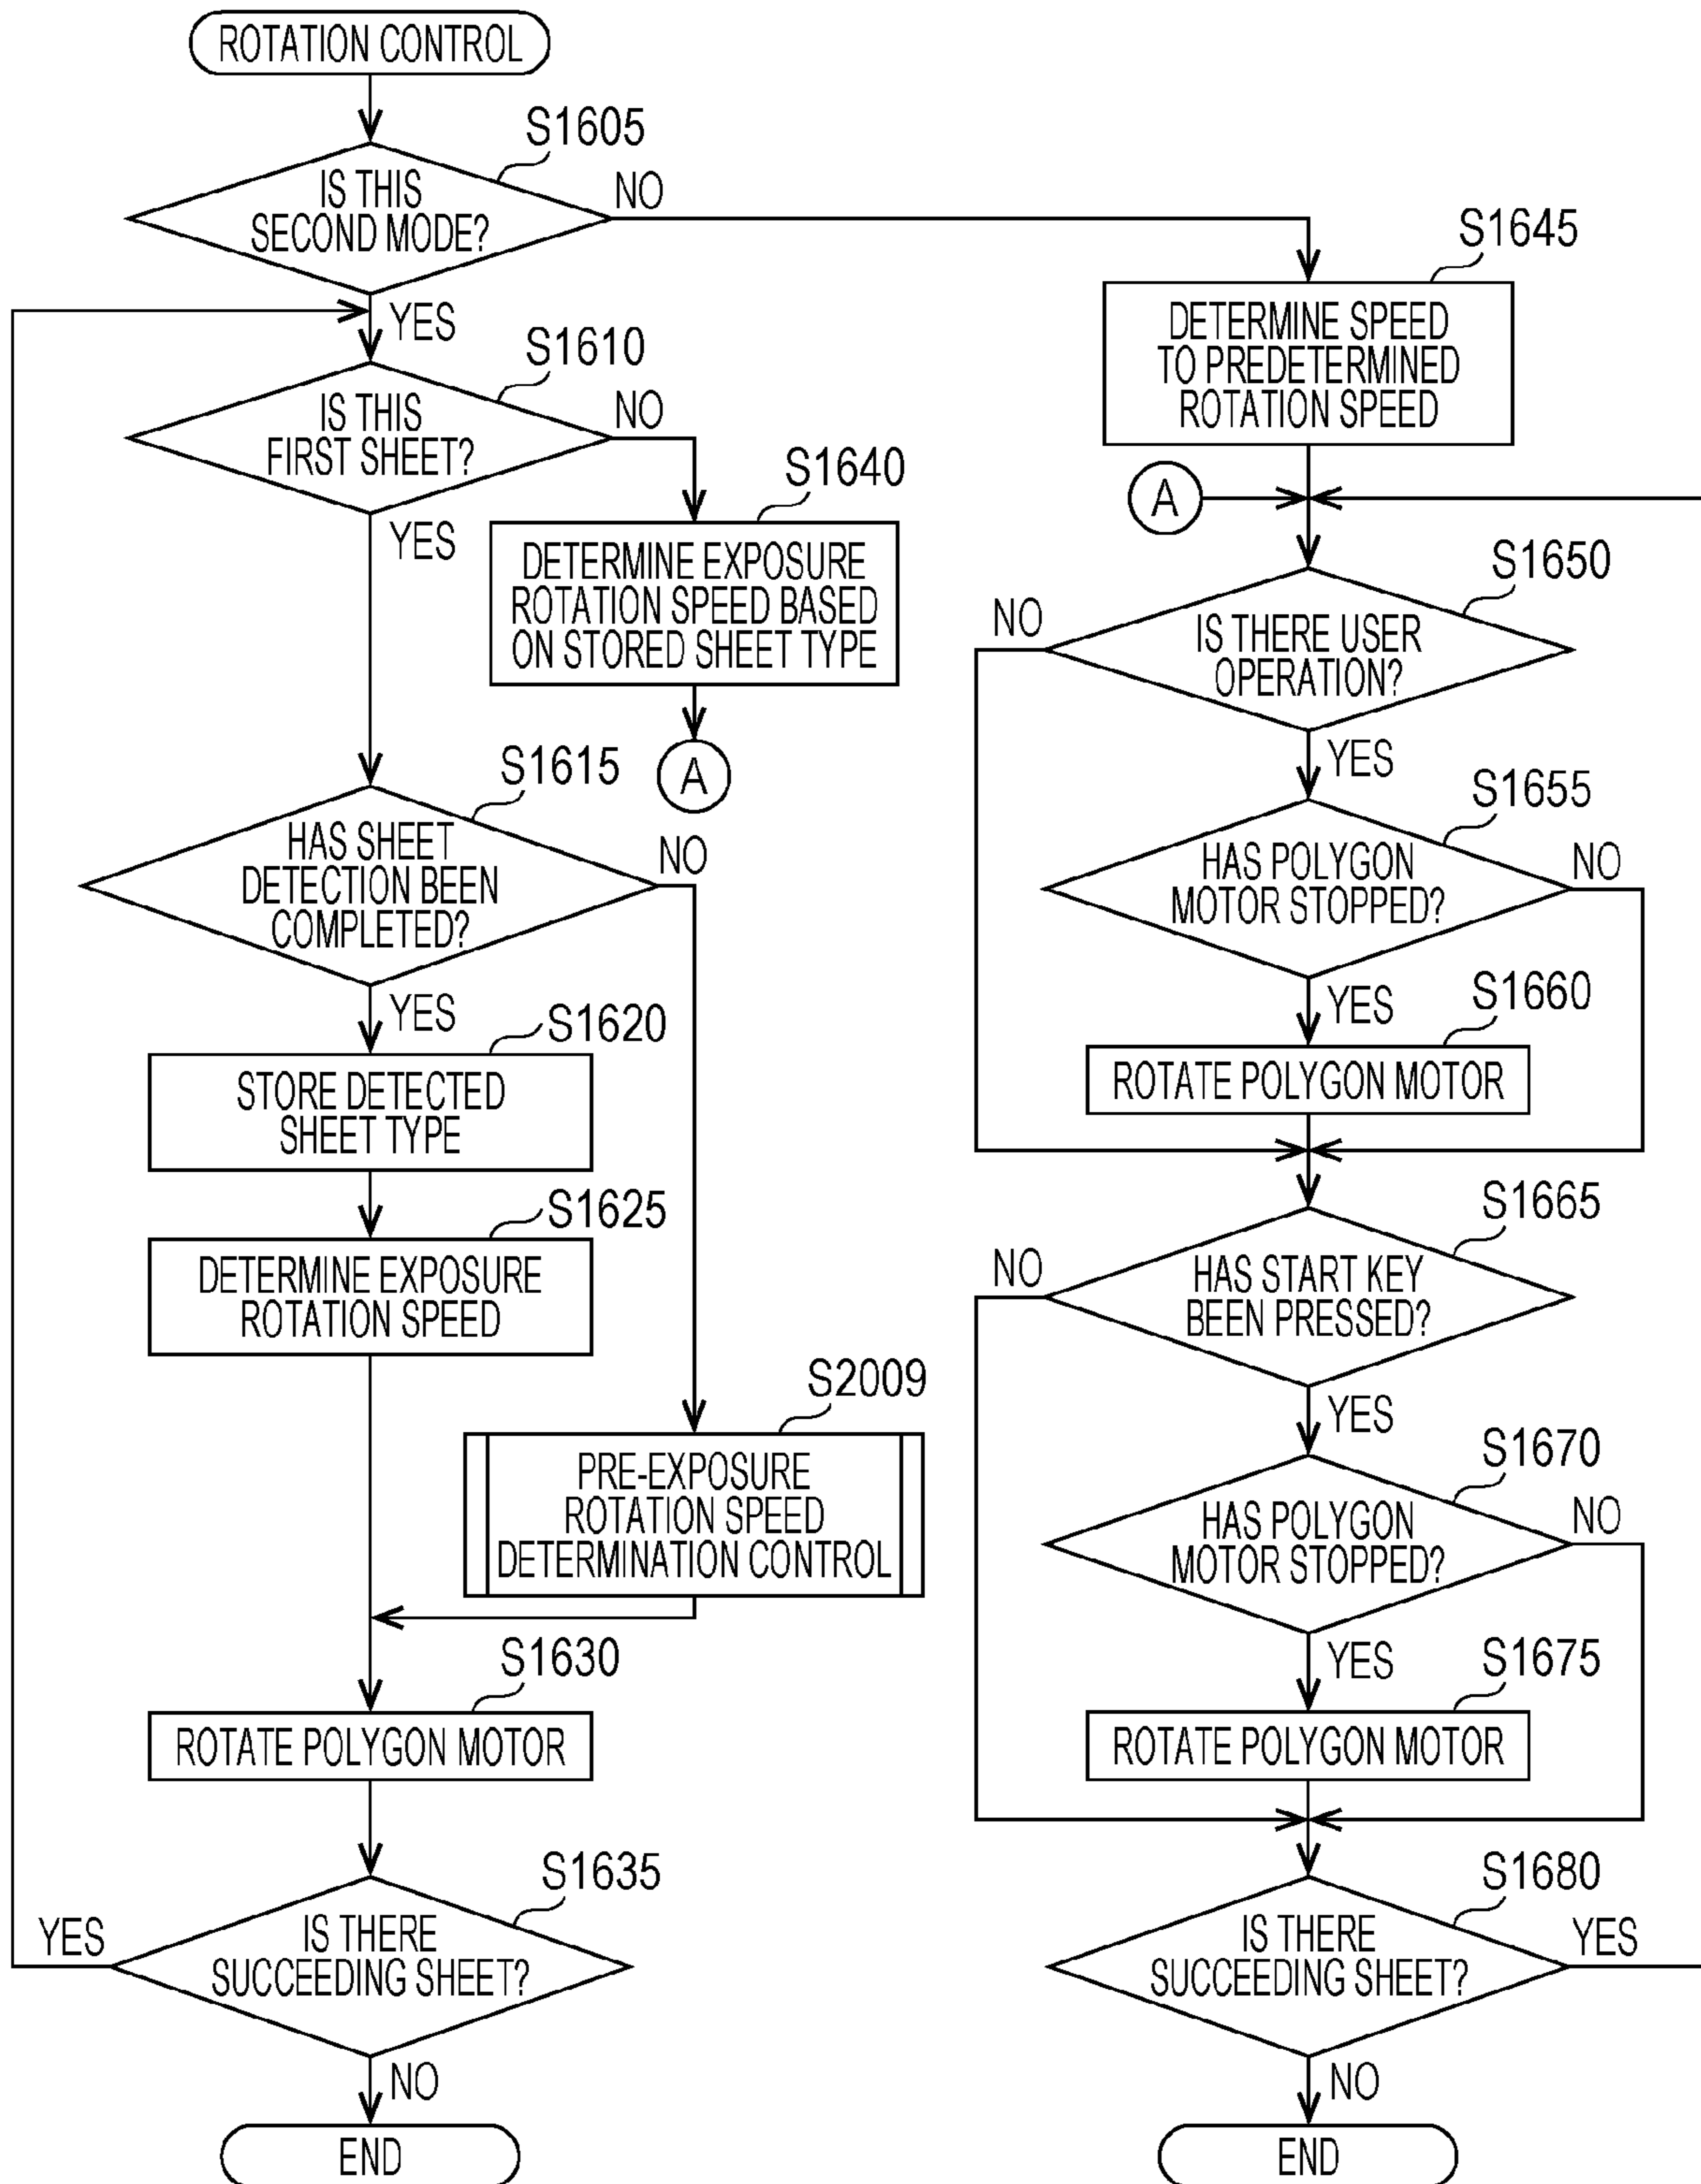 ROTATION CONTROL
S1605
IS THIS
SECOND MODE?
NO
YES
S1610
IS THIS
FIRST SHEET?
NO
YES
S1640
DETERMINE EXPOSURE
ROTATION SPEED BASED
ON STORED SHEET TYPE
A
S1615
HAS SHEET
DETECTION BEEN
COMPLETED?
NO
YES
S1620
STORE DETECTED
SHEET TYPE
S1625
DETERMINE EXPOSURE
ROTATION SPEED
S2009
PRE-EXPOSURE
ROTATION SPEED
DETERMINATION CONTROL
S1630
ROTATE POLYGON MOTOR
S1635
IS THERE
SUCCEEDING SHEET?
YES
NO
END
S1645
DETERMINE SPEED
TO PREDETERMINED
ROTATION SPEED
A
S1650
IS THERE USER
OPERATION?
NO
YES
S1655
HAS POLYGON
MOTOR STOPPED?
NO
YES
S1660
ROTATE POLYGON MOTOR
S1665
HAS START KEY
BEEN PRESSED?
NO
YES
S1670
HAS POLYGON
MOTOR STOPPED?
NO
YES
S1675
ROTATE POLYGON MOTOR
S1680
IS THERE
SUCCEEDING SHEET?
YES
NO
END